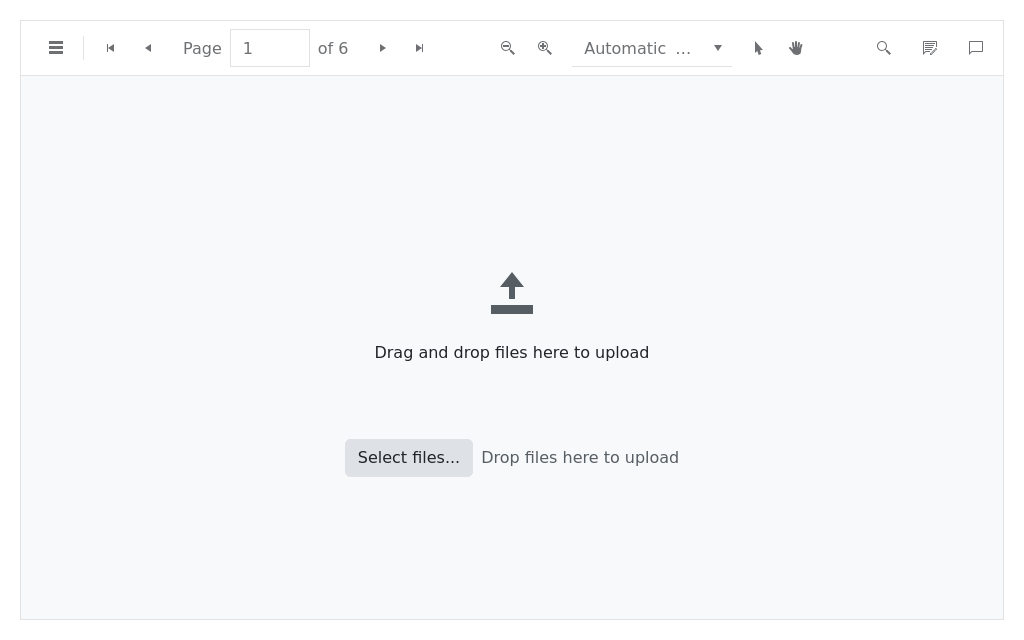 Page 1 of 6 Automatic ...
Drag and drop files here to upload
Select files... Drop files here to upload